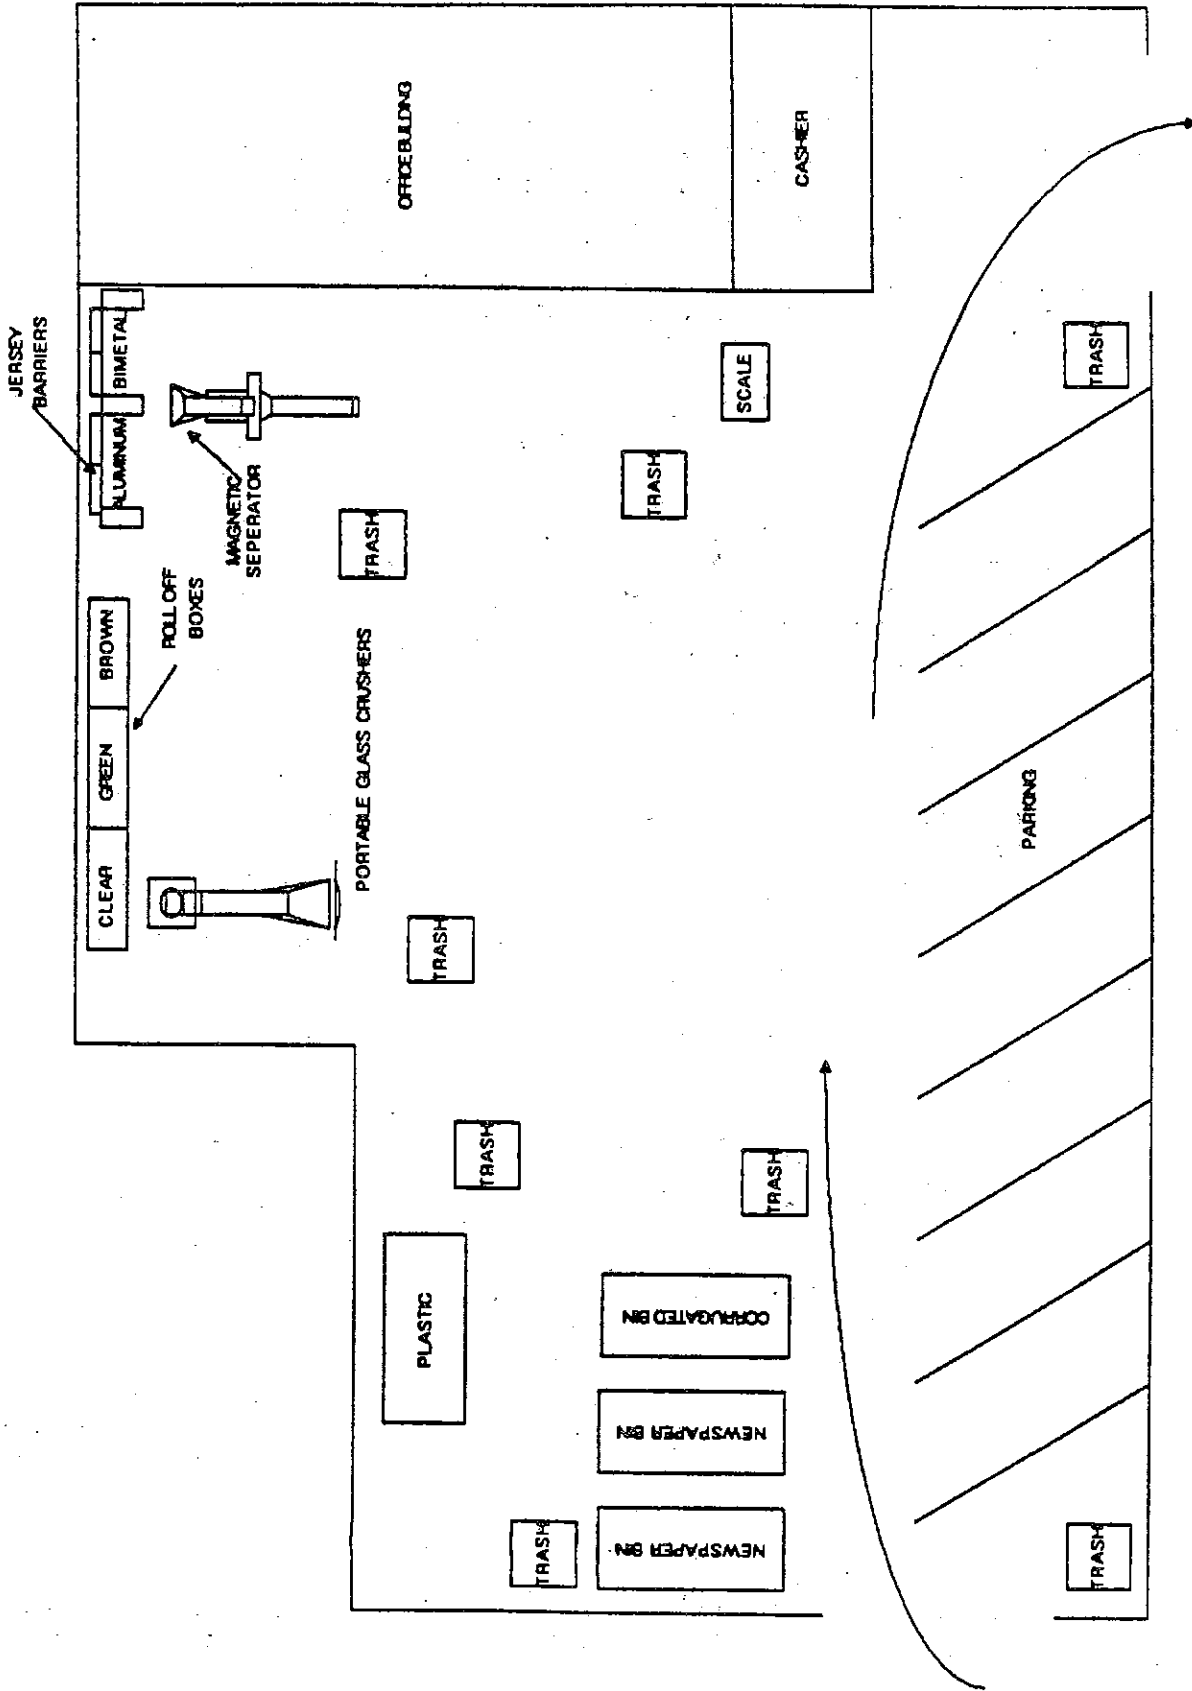 JERSEY
BARRIERS
CLEAR
GREEN
BROWN
ALUMINUM
BIMETAL
ROLL OFF
BOXES
MAGNETIC
SEPERATOR
OFFICE BUILDING
PORTABLE GLASS CRUSHERS
TRASH
TRASH
TRASH
PLASTIC
TRASH
TRASH
NEWSPAPER BIN
NEWSPAPER BIN
CORRUGATED BIN
TRASH
SCALE
CASHIER
PARKING
TRASH
TRASH